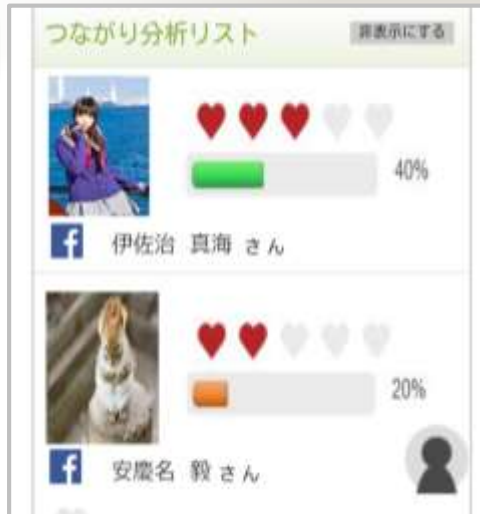 つながり分析リスト 非表示にする
40%
伊佐治 真海 さん
20%
安慶名 毅 さん